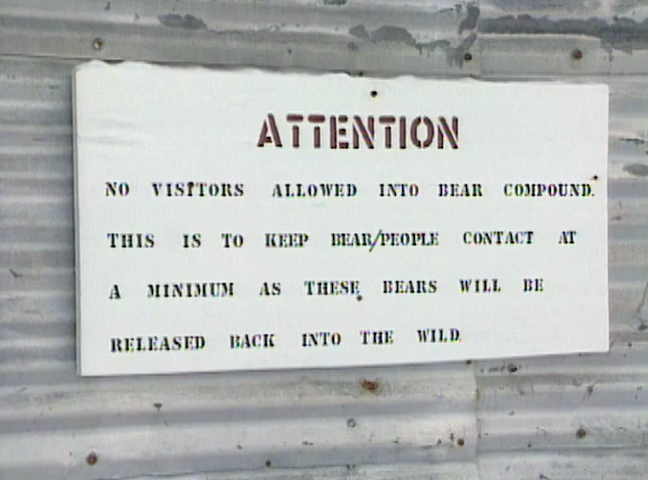 ATTENTION
NO VISITORS ALLOWED INTO BEAR COMPOUND.
THIS IS TO KEEP BEAR/PEOPLE CONTACT AT
A MINIMUM AS THESE BEARS WILL BE
RELEASED BACK INTO THE WILD.